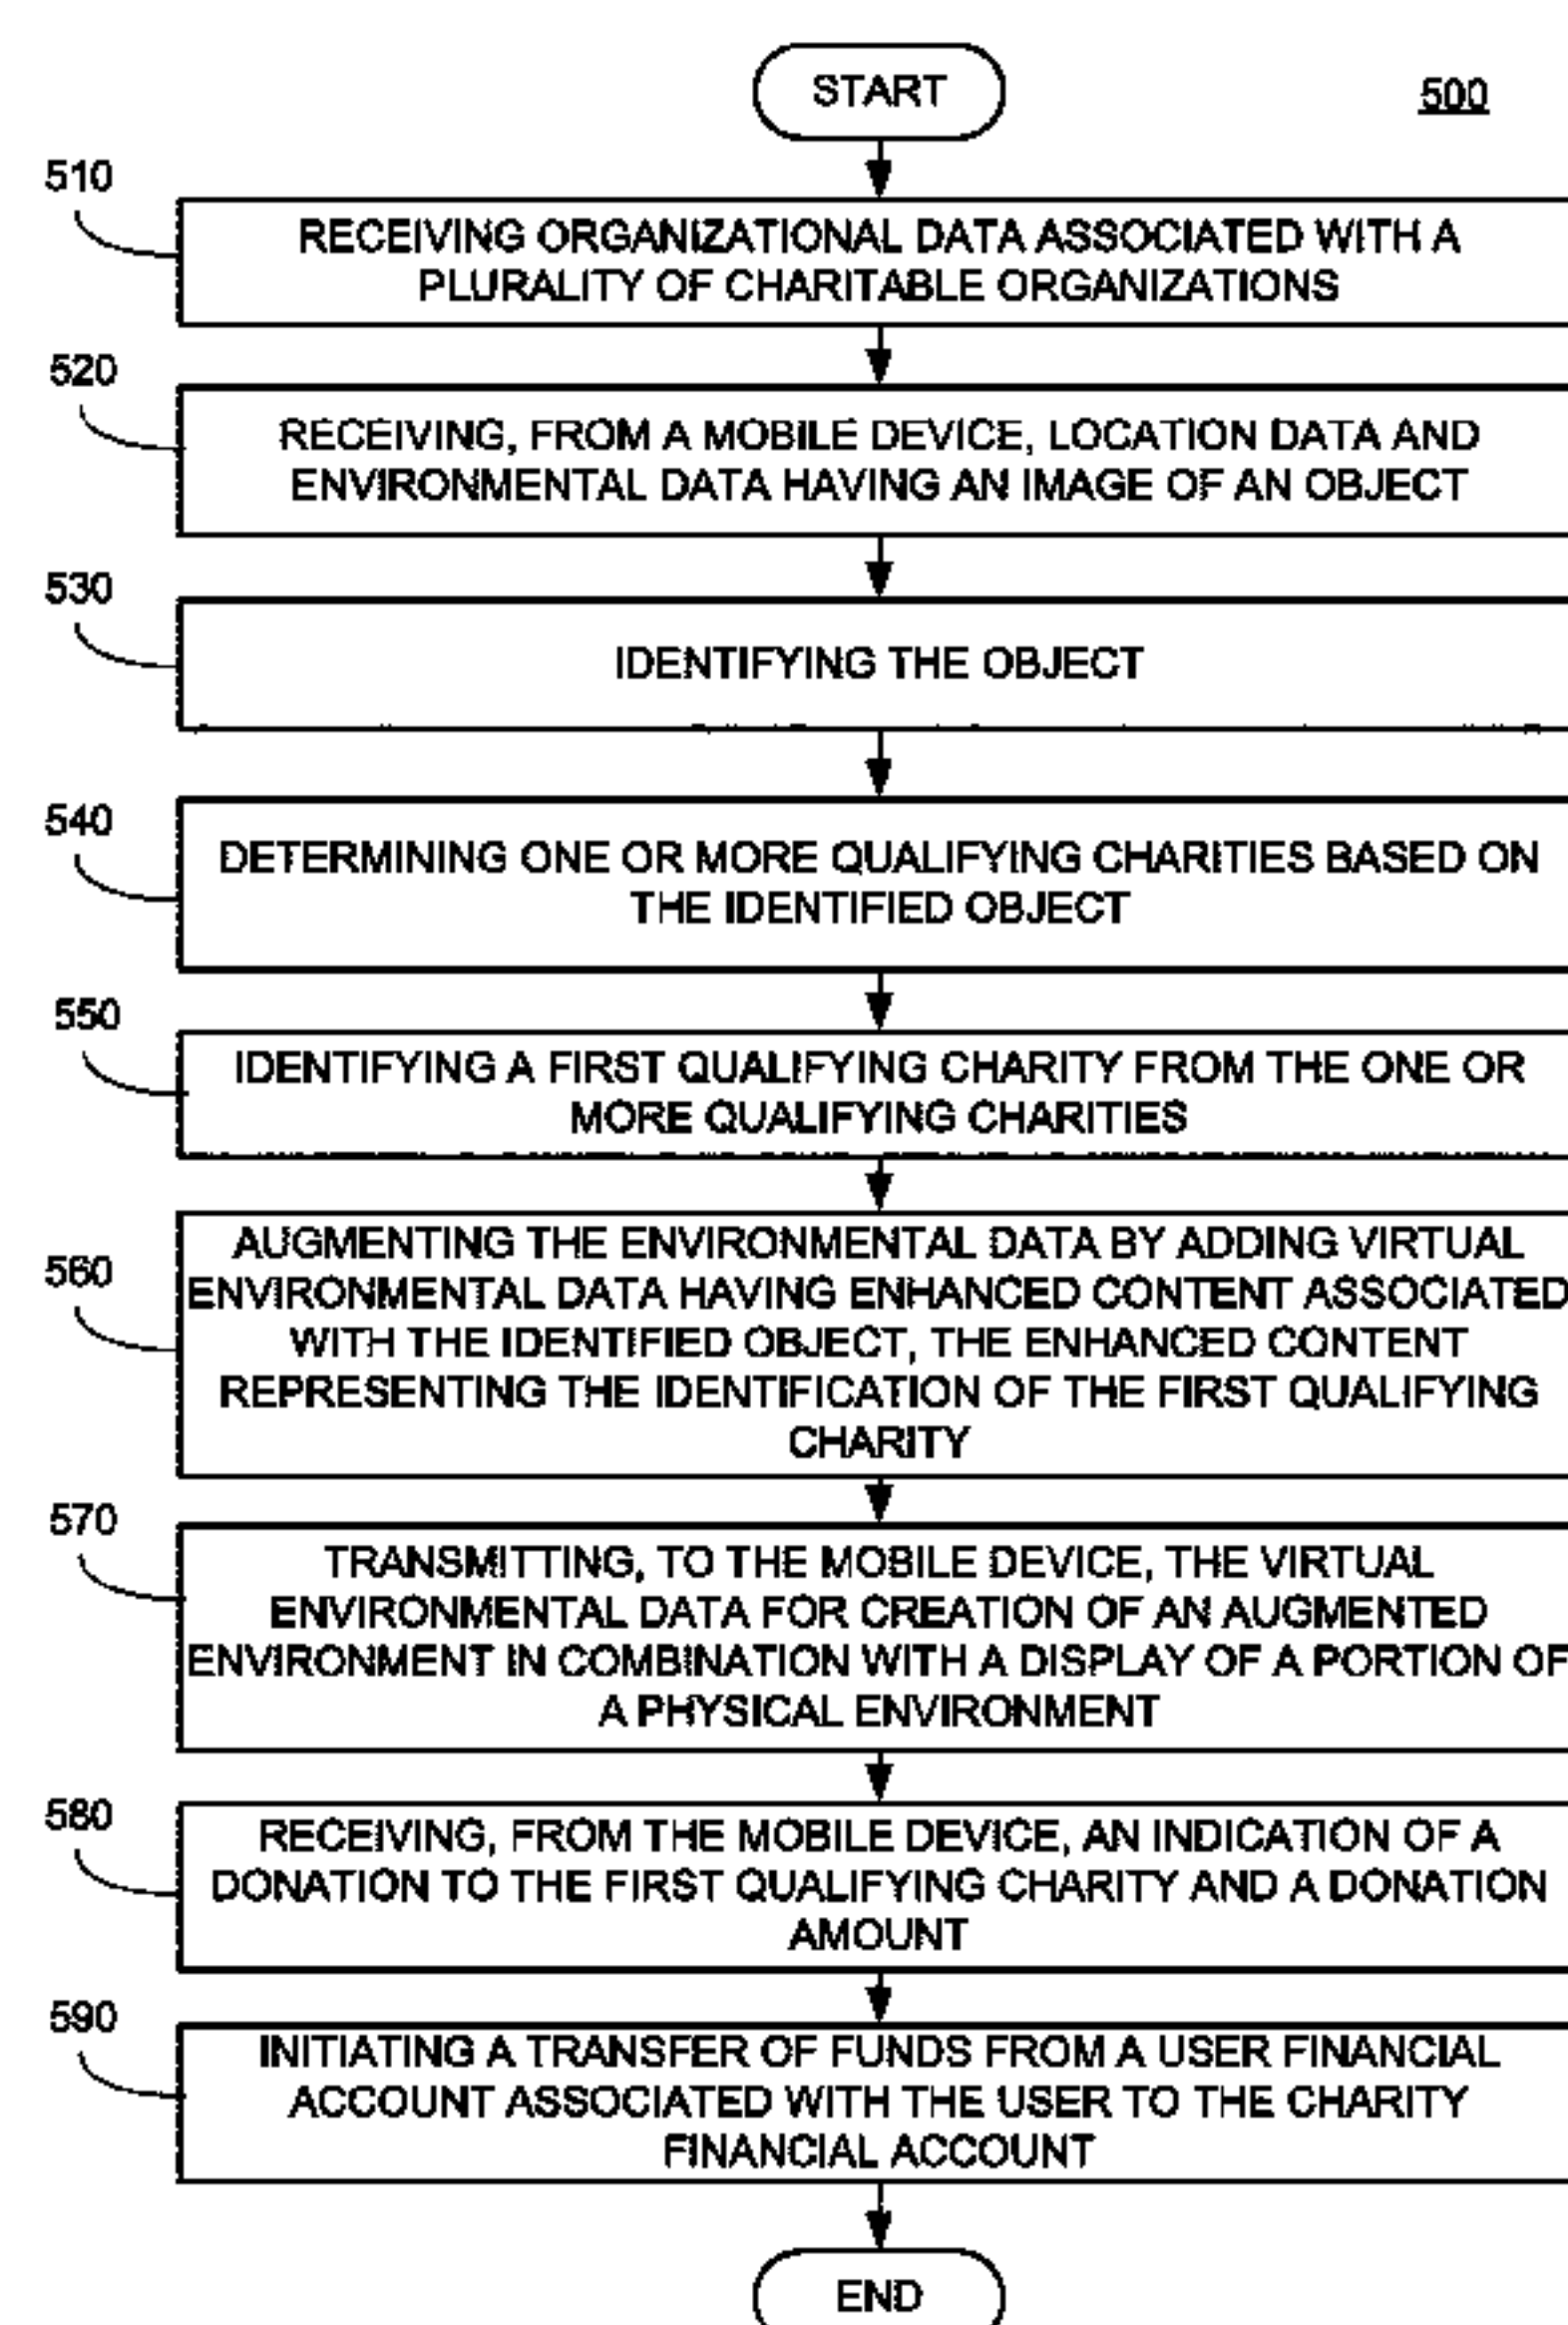 START
500
510
RECEIVING ORGANIZATIONAL DATA ASSOCIATED WITH A
PLURALITY OF CHARITABLE ORGANIZATIONS
520
RECEIVING, FROM A MOBILE DEVICE, LOCATION DATA AND
ENVIRONMENTAL DATA HAVING AN IMAGE OF AN OBJECT
530
IDENTIFYING THE OBJECT
540
DETERMINING ONE OR MORE QUALIFYING CHARITIES BASED ON
THE IDENTIFIED OBJECT
550
IDENTIFYING A FIRST QUALIFYING CHARITY FROM THE ONE OR
MORE QUALIFYING CHARITIES
560
AUGMENTING THE ENVIRONMENTAL DATA BY ADDING VIRTUAL
ENVIRONMENTAL DATA HAVING ENHANCED CONTENT ASSOCIATED
WITH THE IDENTIFIED OBJECT, THE ENHANCED CONTENT
REPRESENTING THE IDENTIFICATION OF THE FIRST QUALIFYING
CHARITY
570
TRANSMITTING, TO THE MOBILE DEVICE, THE VIRTUAL
ENVIRONMENTAL DATA FOR CREATION OF AN AUGMENTED
ENVIRONMENT IN COMBINATION WITH A DISPLAY OF A PORTION OF
A PHYSICAL ENVIRONMENT
580
RECEIVING, FROM THE MOBILE DEVICE, AN INDICATION OF A
DONATION TO THE FIRST QUALIFYING CHARITY AND A DONATION
AMOUNT
590
INITIATING A TRANSFER OF FUNDS FROM A USER FINANCIAL
ACCOUNT ASSOCIATED WITH THE USER TO THE CHARITY
FINANCIAL ACCOUNT
END